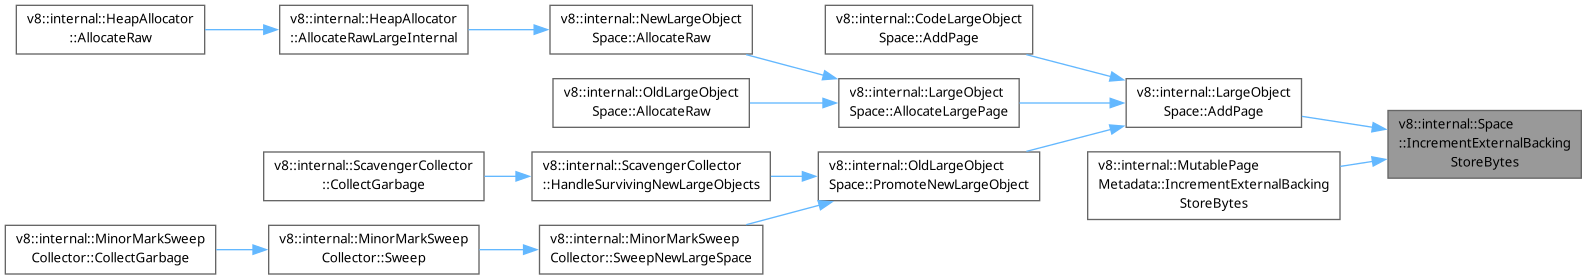 v8::internal::HeapAllocator
::AllocateRaw
v8::internal::HeapAllocator
::AllocateRawLargeInternal
v8::internal::NewLargeObject
Space::AllocateRaw
v8::internal::CodeLargeObject
Space::AddPage
v8::internal::OldLargeObject
Space::AllocateRaw
v8::internal::LargeObject
Space::AllocateLargePage
v8::internal::LargeObject
Space::AddPage
v8::internal::Space
::IncrementExternalBacking
StoreBytes
v8::internal::ScavengerCollector
::CollectGarbage
v8::internal::ScavengerCollector
::HandleSurvivingNewLargeObjects
v8::internal::OldLargeObject
Space::PromoteNewLargeObject
v8::internal::MutablePage
Metadata::IncrementExternalBacking
StoreBytes
v8::internal::MinorMarkSweep
Collector::CollectGarbage
v8::internal::MinorMarkSweep
Collector::Sweep
v8::internal::MinorMarkSweep
Collector::SweepNewLargeSpace